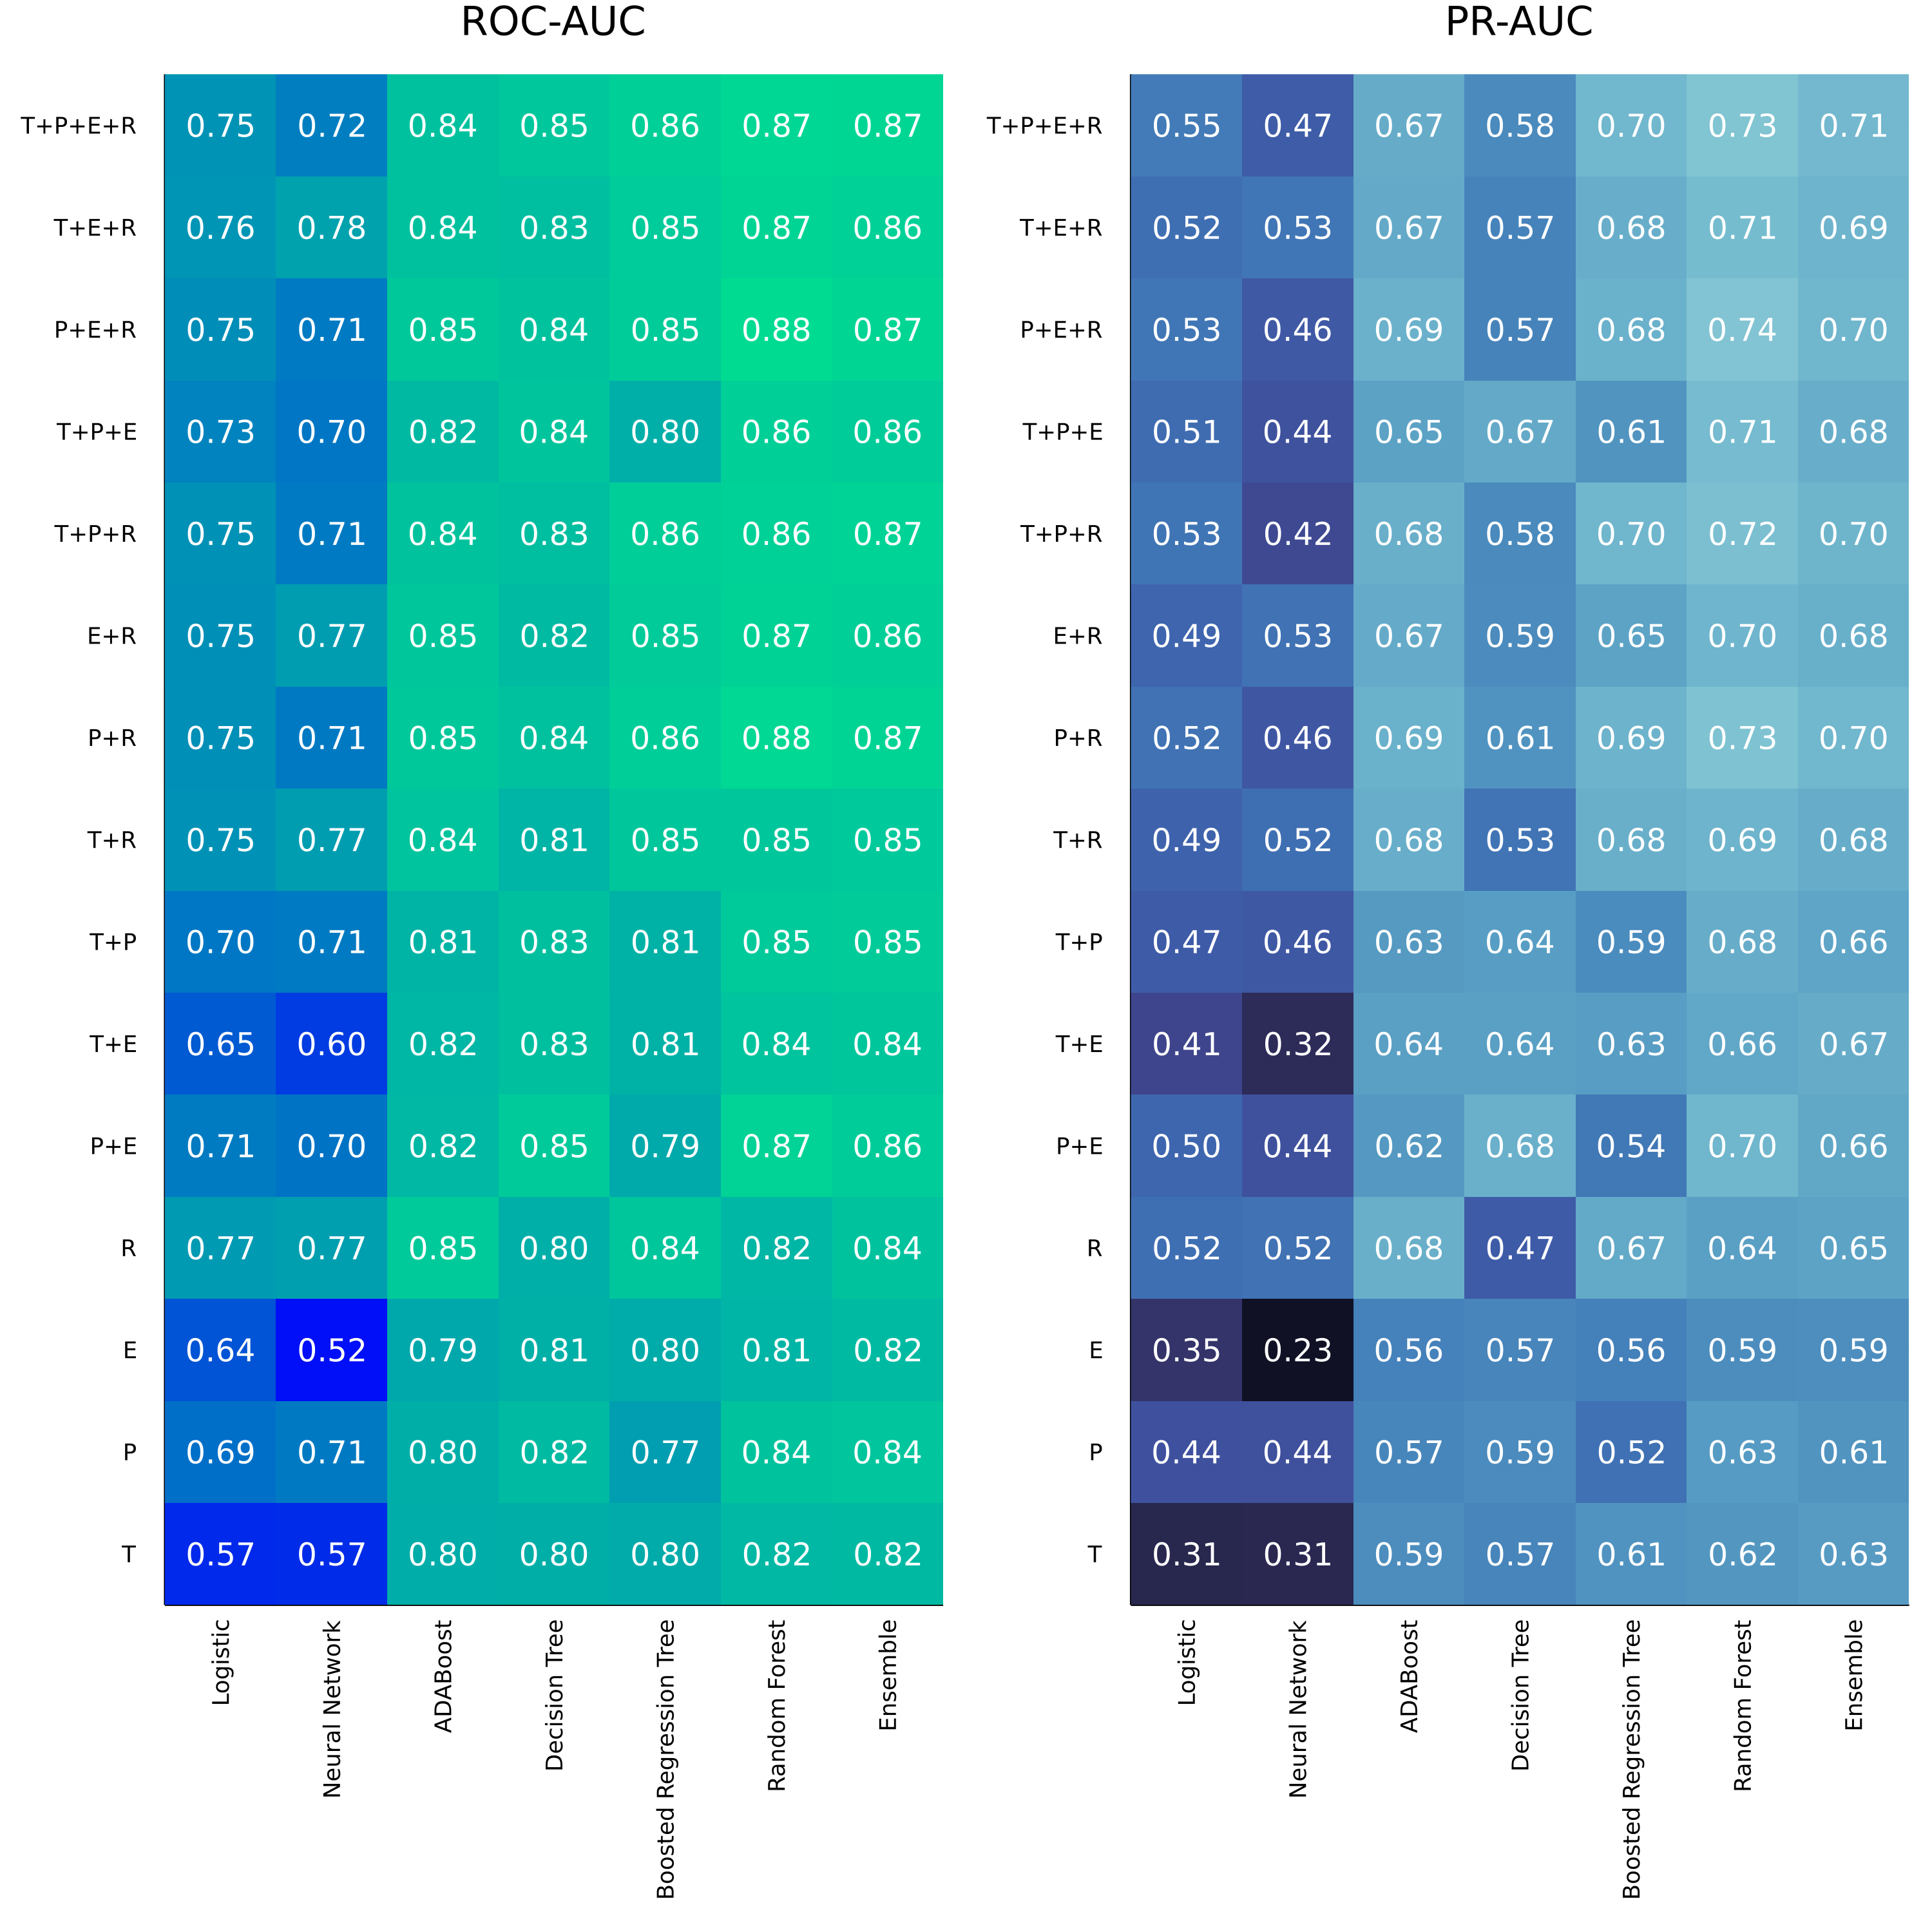 ROC-AUC
T+P+E+R 0.75 0.72 0.84 0.85 0.86 0.87 0.87
T+E+R 0.76 0.78 0.84 0.83 0.85 0.87 0.86
P+E+R 0.75 0.71 0.85 0.84 0.85 0.88 0.87
T+P+E 0.73 0.70 0.82 0.84 0.80 0.86 0.86
T+P+R 0.75 0.71 0.84 0.83 0.86 0.86 0.87
E+R 0.75 0.77 0.85 0.82 0.85 0.87 0.86
P+R 0.75 0.71 0.85 0.84 0.86 0.88 0.87
T+R 0.75 0.77 0.84 0.81 0.85 0.85 0.85
T+P 0.70 0.71 0.81 0.83 0.81 0.85 0.85
T+E 0.65 0.60 0.82 0.83 0.81 0.84 0.84
P+E 0.71 0.70 0.82 0.85 0.79 0.87 0.86
R 0.77 0.77 0.85 0.80 0.84 0.82 0.84
E 0.64 0.52 0.79 0.81 0.80 0.81 0.82
P 0.69 0.71 0.80 0.82 0.77 0.84 0.84
T 0.57 0.57 0.80 0.80 0.80 0.82 0.82
Logistic
Neural Network
ADABoost
Decision Tree
Boosted Regression Tree
Random Forest
Ensemble
PR-AUC
T+P+E+R 0.55 0.47 0.67 0.58 0.70 0.73 0.71
T+E+R 0.52 0.53 0.67 0.57 0.68 0.71 0.69
P+E+R 0.53 0.46 0.69 0.57 0.68 0.74 0.70
T+P+E 0.51 0.44 0.65 0.67 0.61 0.71 0.68
T+P+R 0.53 0.42 0.68 0.58 0.70 0.72 0.70
E+R 0.49 0.53 0.67 0.59 0.65 0.70 0.68
P+R 0.52 0.46 0.69 0.61 0.69 0.73 0.70
T+R 0.49 0.52 0.68 0.53 0.68 0.69 0.68
T+P 0.47 0.46 0.63 0.64 0.59 0.68 0.66
T+E 0.41 0.32 0.64 0.64 0.63 0.66 0.67
P+E 0.50 0.44 0.62 0.68 0.54 0.70 0.66
R 0.52 0.52 0.68 0.47 0.67 0.64 0.65
E 0.35 0.23 0.56 0.57 0.56 0.59 0.59
P 0.44 0.44 0.57 0.59 0.52 0.63 0.61
T 0.31 0.31 0.59 0.57 0.61 0.62 0.63
Logistic
Neural Network
ADABoost
Decision Tree
Boosted Regression Tree
Random Forest
Ensemble